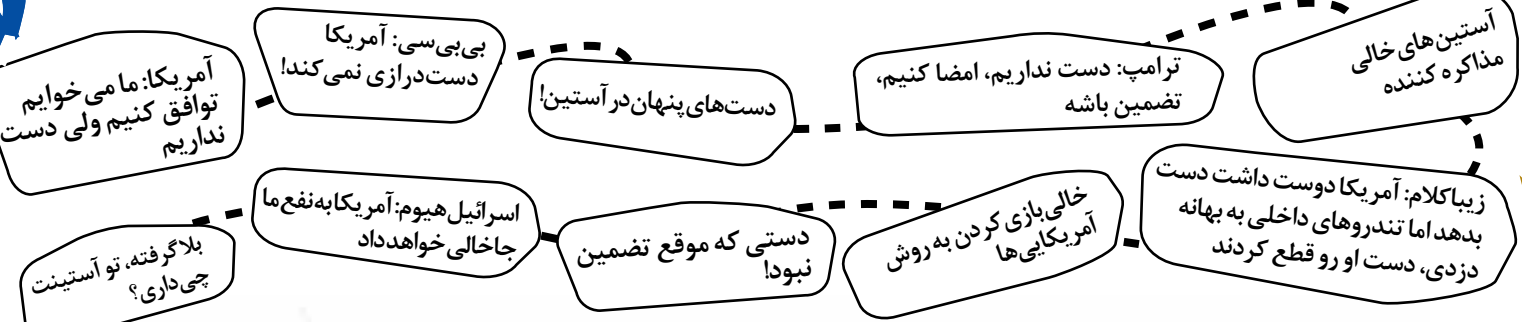 آستین‌های خالی
مذاکره کننده
ترامپ: دست نداریم، امضا کنیم،
تضمین باشه
دست‌های پنهان در آستین!
بی‌بی‌سی: آمریکا
دست‌درازی نمی‌کند!
آمریکا: ما می‌خوایم
توافق کنیم ولی دست
نداریم
زیباکلام: آمریکا دوست داشت دست
بدهد اما تندروهای داخلی به بهانه
دزدی، دست او رو قطع کردند
خالی‌بازی کردن به روش
آمریکایی‌ها
دستی که موقع تضمین
نبود!
اسرائیل‌هیوم: آمریکا به نفع ما
جاخالی خواهد داد
بلا گرفته، تو آستینت
چی‌داری؟